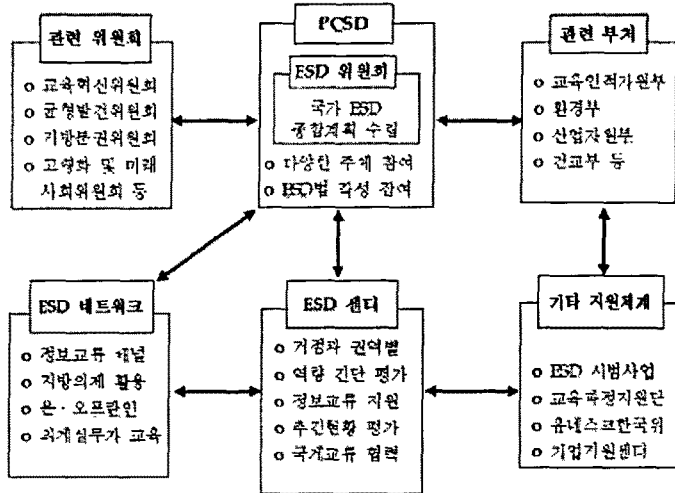 관련 위원회
o 교육혁신위원회
o 균형발전위원회
o 지방분권위원회
o 고령화 및 미래
사회위원회 등
PCSD
ESD 위원회
국가 ESD
종합계획 수립
o 다양한 주체 참여
o ESD법 작성 참여
관련 부처
o 교육인적자원부
o 환경부
o 산업자원부
o 건교부 등
ESD 네트워크
o 정보교류 채널
o 지방의제 활용
o 온·오프라인
o 의제실무가 교육
ESD 센터
o 거점과 권역별
o 역량 진단 평가
o 정보교류 지원
o 추진현황 평가
o 국제교류 협력
기타 지원체계
o ESD 시범사업
o 교육과정지원단
o 유네스코한국위
o 기업지원센터